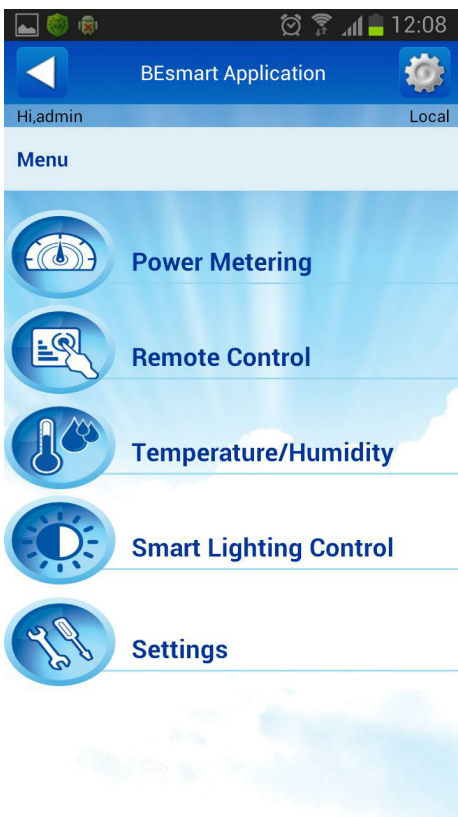 12:08
BEsmart Application
Hi,admin
Local
Menu
Power Metering
Remote Control
Temperature/Humidity
Smart Lighting Control
Settings